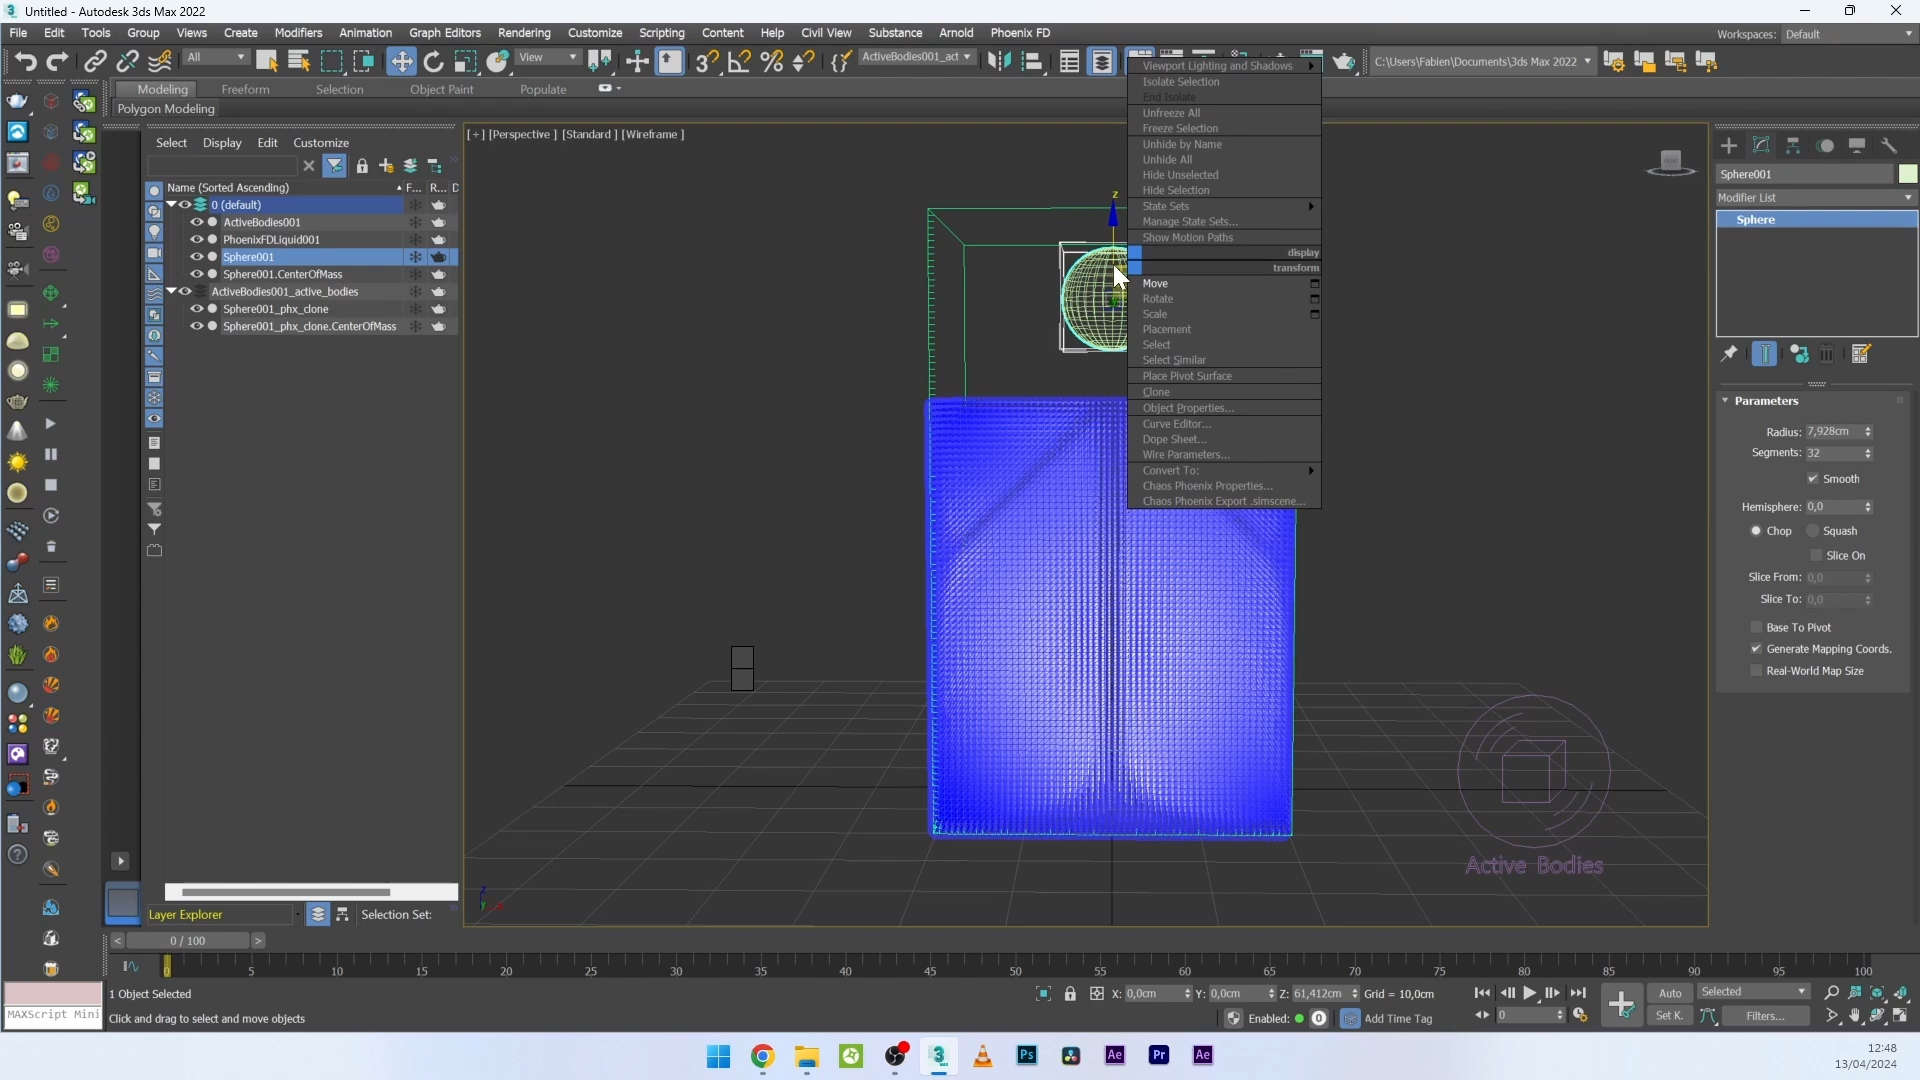 Untitled - Autodesk 3ds Max 2022
File Edit Tools Group Views Create Modifiers Animation Graph Editors Rendering Customize Scripting Content Help Civil View Substance Arnold Phoenix FD
Workspaces: Default
All
View
ActiveBodies001_act
C:\Users\Fabien\Documents\3ds Max 2022
Modeling Freeform Selection Object Paint Populate
Polygon Modeling
Select Display Edit Customize
Name (Sorted Ascending) F... R... D
0 (default)
ActiveBodies001
PhoenixFDLiquid001
Sphere001
Sphere001.CenterOfMass
ActiveBodies001_active_bodies
Sphere001_phx_clone
Sphere001_phx_clone.CenterOfMass
Layer Explorer
Selection Set:
[+] [Perspective ] [Standard ] [Wireframe ]
z
Viewport Lighting and Shadows
Isolate Selection
End Isolate
Unfreeze All
Freeze Selection
Unhide by Name
Unhide All
Hide Unselected
Hide Selection
State Sets
Manage State Sets...
Show Motion Paths
display
transform
Move
Rotate
Scale
Placement
Select
Select Similar
Place Pivot Surface
Clone
Object Properties...
Curve Editor...
Dope Sheet...
Wire Parameters...
Convert To:
Chaos Phoenix Properties...
Chaos Phoenix Export .simscene...
Active Bodies
Sphere001
Modifier List
Sphere
Parameters
Radius: 7,928cm
Segments: 32
Smooth
Hemisphere: 0,0
Chop Squash
Slice On
Slice From: 0,0
Slice To: 0,0
Base To Pivot
Generate Mapping Coords.
Real-World Map Size
< 0 / 100 >
0 5 10 15 20 25 30 35 40 45 50 55 60 65 70 75 80 85 90 95 100
1 Object Selected
MAXScript Mini
Click and drag to select and move objects
X: 0,0cm Y: 0,0cm Z: 61,412cm Grid = 10,0cm
Enabled: 0 Add Time Tag
0
Auto Selected
Set K. Filters...
Ps Ae Pr Ae
12:48
13/04/2024